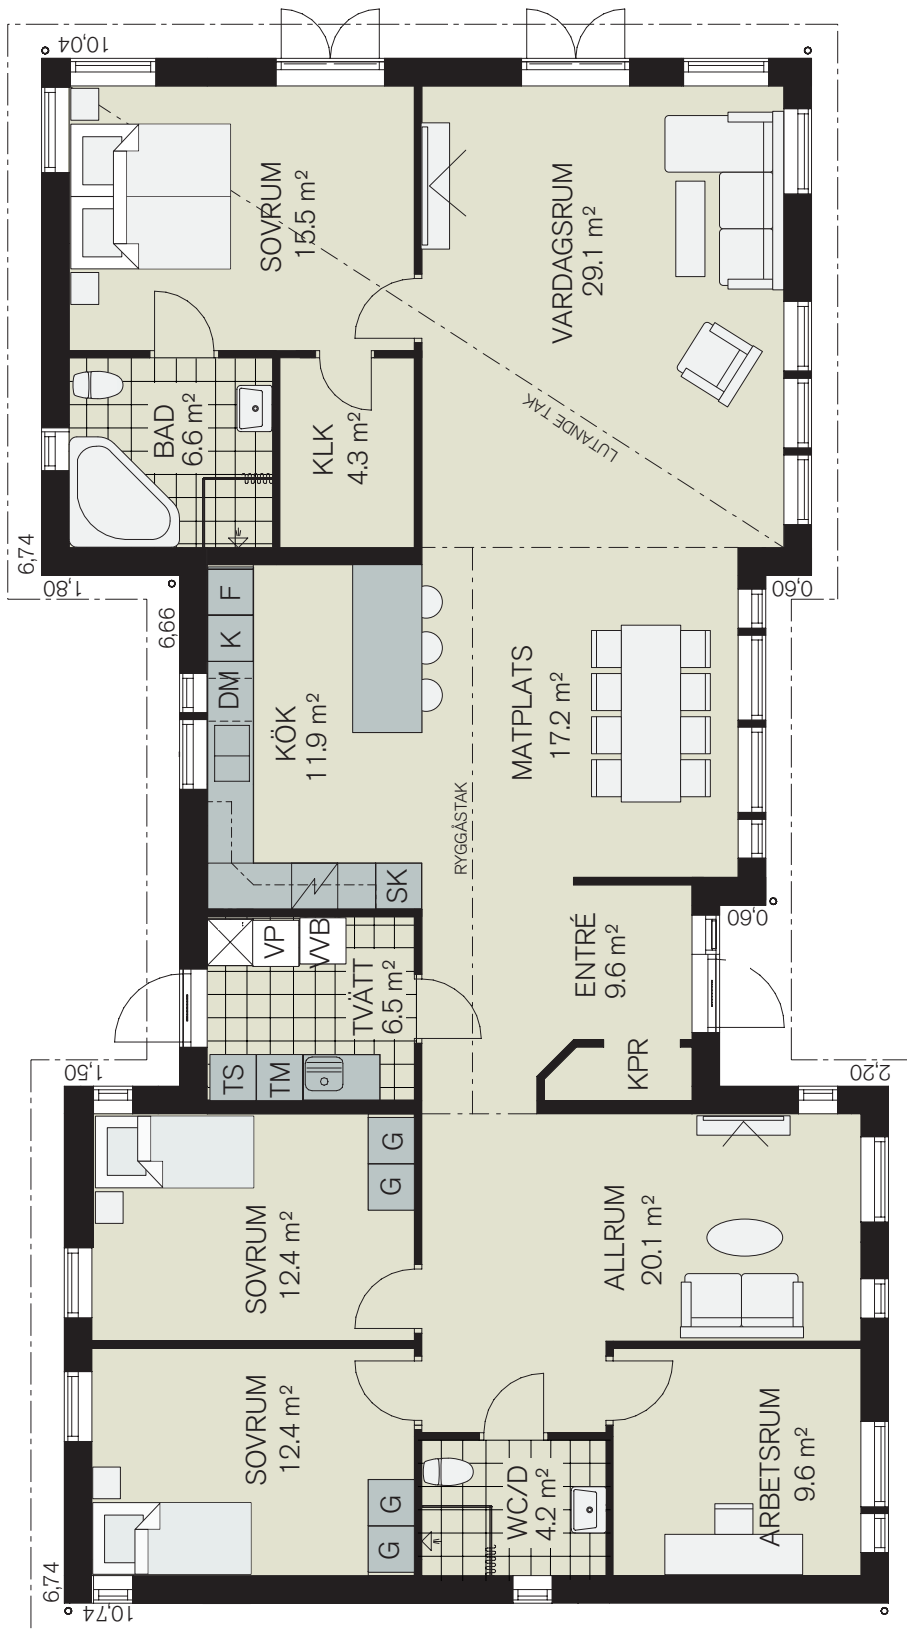 10,04
SOVRUM
15.5 m²
VARDAGSRUM
29.1 m²
BAD
6.6 m²
KLK
4.3 m²
LUTANDE TAK
6,74
1,80
9,99
0,60
F
K
DM
KÖK
11.9 m²
MATPLATS
17.2 m²
RYGGÅSTAK
SK
0,60
VP
VVB
TVÄTT
6.5 m²
ENTRÉ
9.6 m²
TS
TM
KPR
1,50
2,20
G
G
SOVRUM
12.4 m²
ALLRUM
20.1 m²
SOVRUM
12.4 m²
G
G
WC/D
4.2 m²
ARBETSRUM
9.6 m²
6,74
10,74